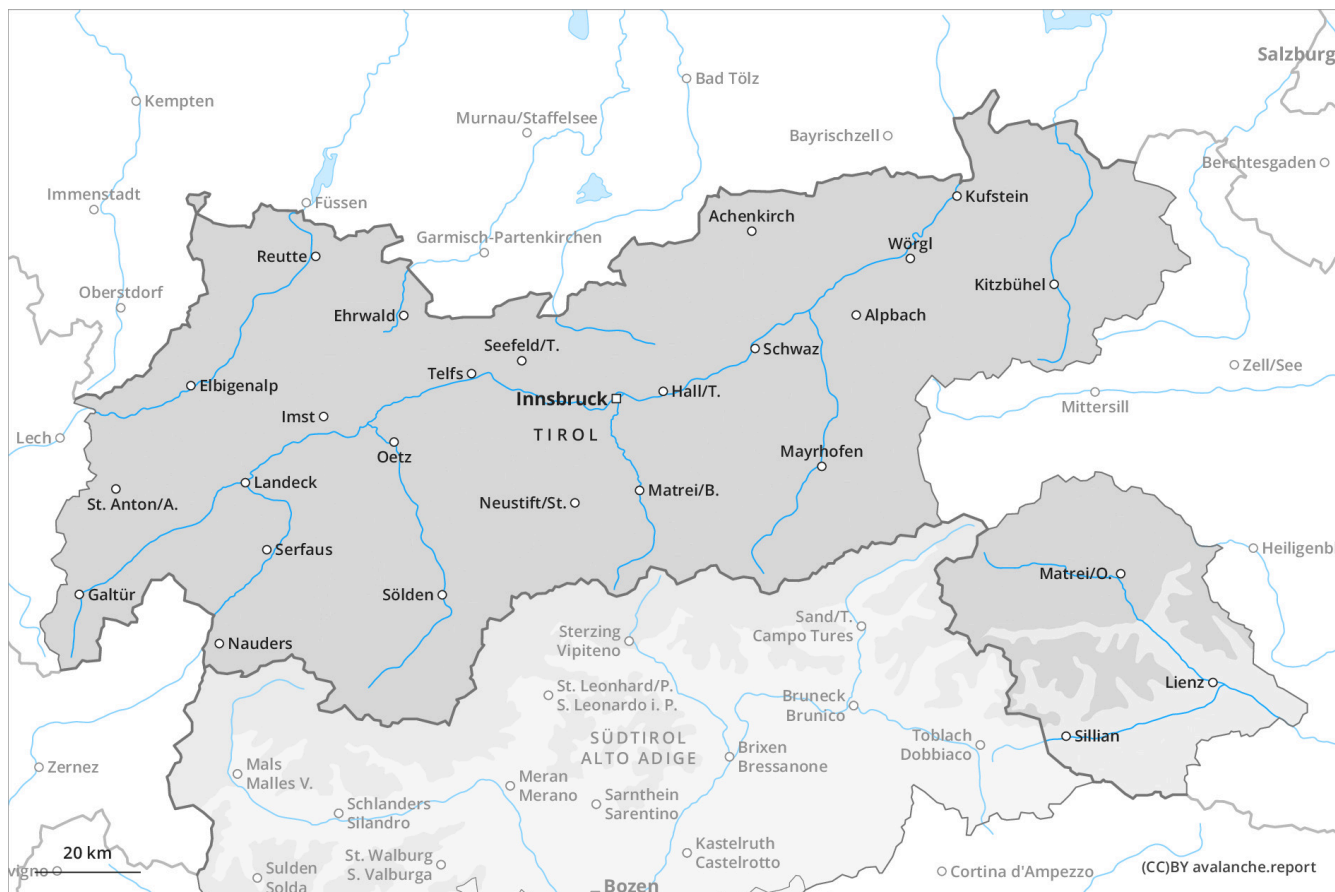 Salzburg
Kempten
Bad Tölz
Murnau/Staffelsee
Bayrischzell
Berchtesgaden
Immenstadt
Füssen
Kufstein
Achenkirch
Garmisch-Partenkirchen
Wörgl
Reutte
Kitzbühel
Oberstdorf
Ehrwald
Alpbach
Seefeld/T.
Schwaz
Zell/See
Telfs
Elbigenalp
Hall/T.
Innsbruck
Mittersill
Imst
TIROL
Lech
Oetz
Mayrhofen
Landeck
St. Anton/A.
Neustift/St.
Matrei/B.
Serfaus
Heiligenb
Matrei/O.
Galtür
Sölden
Sand/T.
Campo Tures
Sterzing
Vipiteno
Nauders
Lienz
St. Leonhard/P.
S. Leonardo i. P.
Bruneck
Brunico
SÜDTIROL
ALTO ADIGE
Sillian
Toblach
Dobbiaco
Brixen
Bressanone
Zernez
Mals
Malles V.
Meran
Merano
Sarnthein
Sarentino
Schlanders
Silandro
Kastelruth
Castelrotto
20 km
St. Walburg
S. Valburga
vigno
Sulden
Solda
Cortina d'Ampezzo
(CC)BY avalanche.report
Bozen